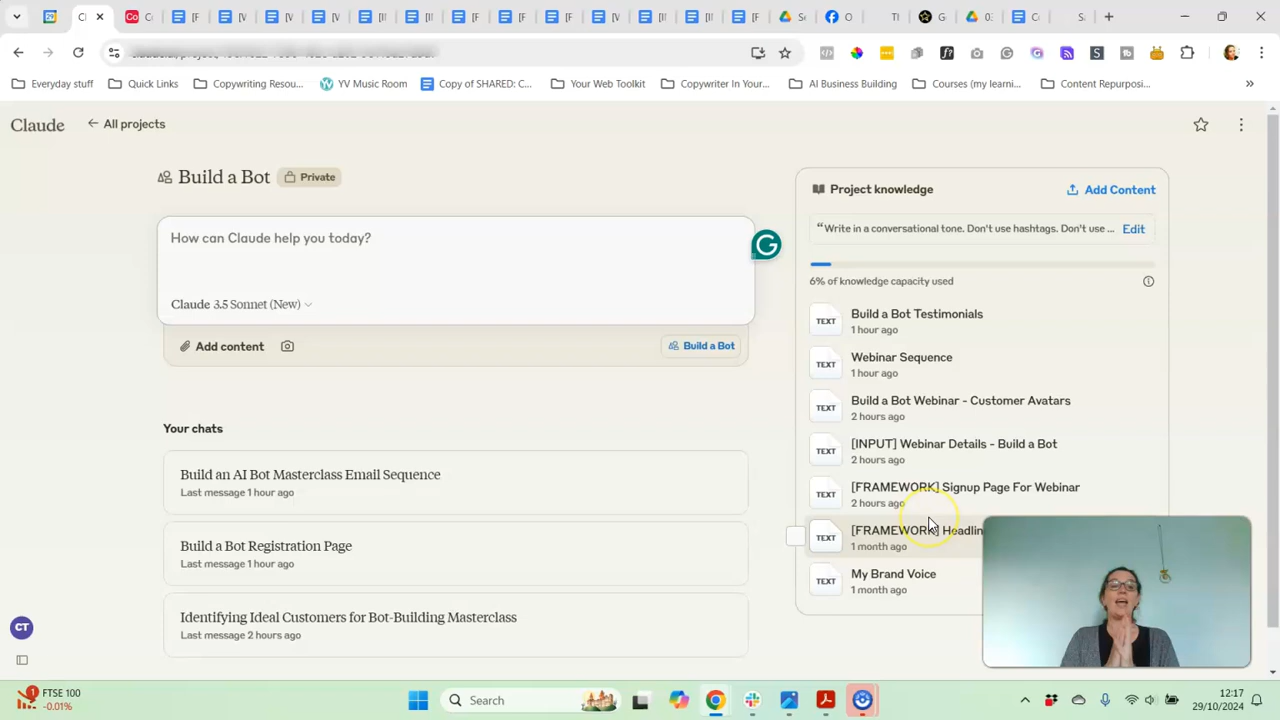 Everyday stuff
Quick Links
Copywriting Resou...
YV Music Room
Copy of SHARED: C...
Your Web Toolkit
Copywriter In Your...
AI Business Building
Courses (my learni...
Content Repurposi...
Claude
All projects
Build a Bot
Private
How can Claude help you today?
Claude 3.5 Sonnet (New)
Add content
Build a Bot
Your chats
Build an AI Bot Masterclass Email Sequence
Last message 1 hour ago
Build a Bot Registration Page
Last message 1 hour ago
Identifying Ideal Customers for Bot-Building Masterclass
Last message 2 hours ago
CT
Project knowledge
Add Content
“Write in a conversational tone. Don't use hashtags. Don't use ...
Edit
6% of knowledge capacity used
TEXT
Build a Bot Testimonials
1 hour ago
TEXT
Webinar Sequence
1 hour ago
TEXT
Build a Bot Webinar - Customer Avatars
2 hours ago
TEXT
[INPUT] Webinar Details - Build a Bot
2 hours ago
TEXT
[FRAMEWORK] Signup Page For Webinar
2 hours ago
TEXT
[FRAMEWORK] Headlin
1 month ago
TEXT
My Brand Voice
1 month ago
1
FTSE 100
-0.01%
Search
12:17
29/10/2024